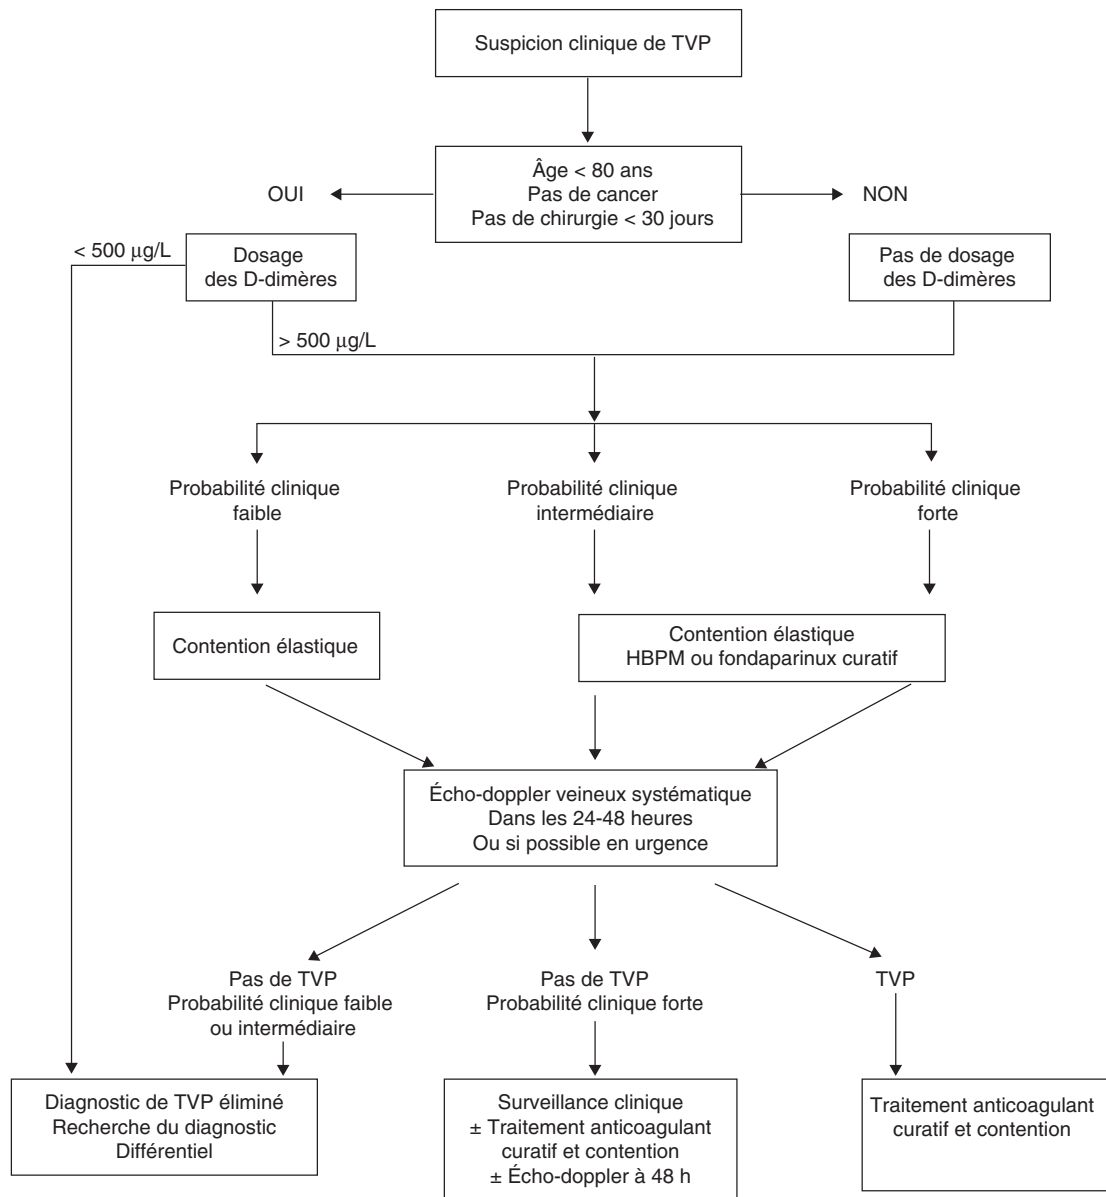 Suspicion clinique de TVP
Âge < 80 ans
Pas de cancer
Pas de chirurgie < 30 jours
OUI
NON
< 500 µg/L
Dosage
des D-dimères
Pas de dosage
des D-dimères
> 500 µg/L
Probabilité clinique
faible
Probabilité clinique
intermédiaire
Probabilité clinique
forte
Contention élastique
Contention élastique
HBPM ou fondaparinux curatif
Écho-doppler veineux systématique
Dans les 24-48 heures
Ou si possible en urgence
Pas de TVP
Probabilité clinique faible
ou intermédiaire
Pas de TVP
Probabilité clinique forte
TVP
Diagnostic de TVP éliminé
Recherche du diagnostic
Différentiel
Surveillance clinique
± Traitement anticoagulant
curatif et contention
± Écho-doppler à 48 h
Traitement anticoagulant
curatif et contention